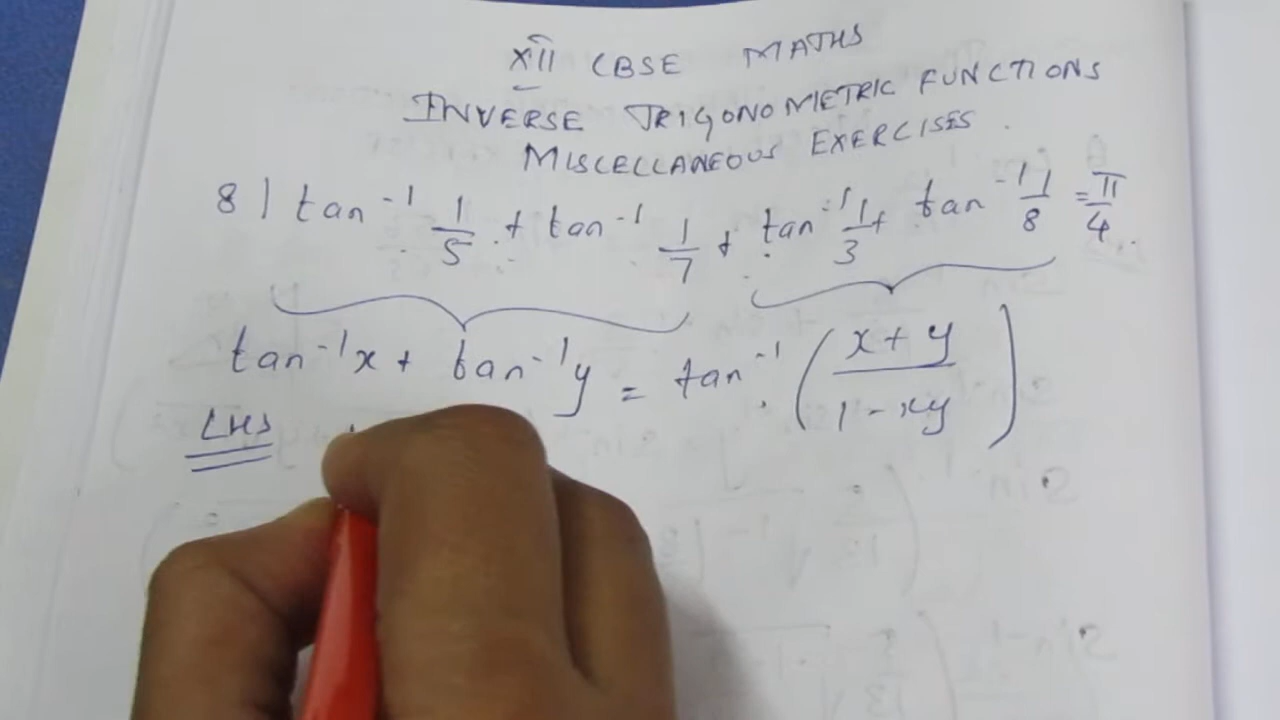 XII CBSE MATHS
INVERSE TRIGONOMETRIC FUNCTIONS
MISCELLANEOUS EXERCISES
8) tan⁻¹ 1/5 + tan⁻¹ 1/7 + tan⁻¹ 1/3 + tan⁻¹ 1/8 = π/4
tan⁻¹x + tan⁻¹y = tan⁻¹ (x+y / 1-xy)
LHS